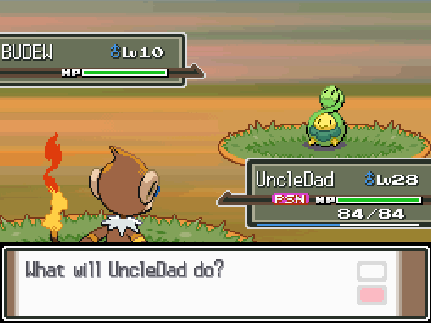 BUDEW ♂Lv10
HP
UncleDad ♂Lv28
PSN HP
84/84
What will UncleDad do?